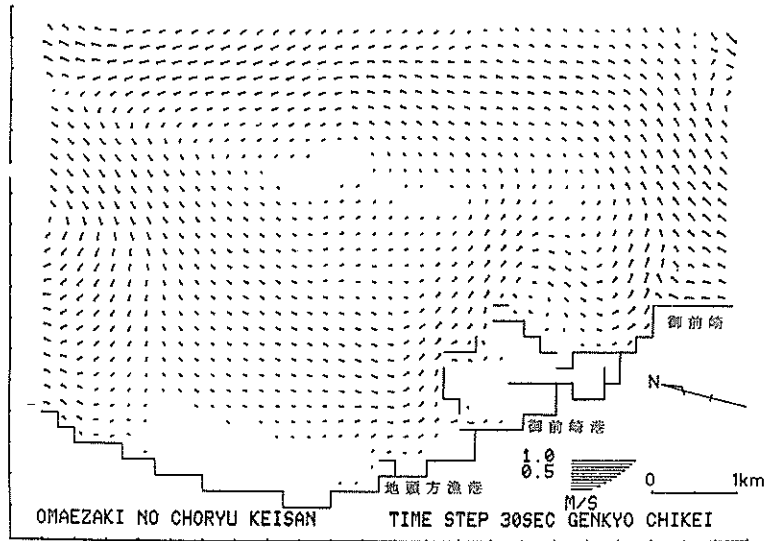 御前崎
N
御前崎港
1.0
0.5
0 1km
地頭方漁港
M/S
OMAEZAKI NO CHORYU KEISAN TIME STEP 30SEC GENKYO CHIKEI